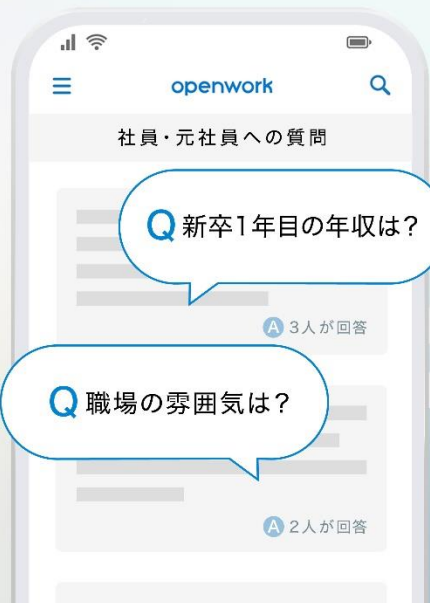 openwork
社員・元社員への質問
Q 新卒1年目の年収は?
A 3人が回答
Q 職場の雰囲気は?
A 2人が回答